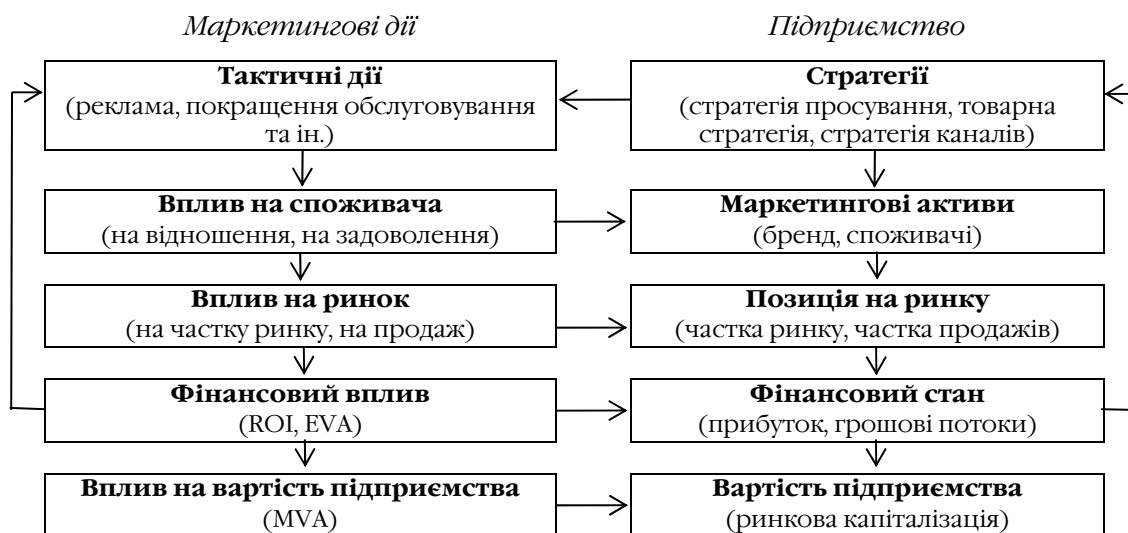 Маркетингові дії
Підприємство
Тактичні дії
(реклама, покращення обслуговування
та ін.)
Стратегії
(стратегія просування, товарна
стратегія, стратегія каналів)
Вплив на споживача
(на відношення, на задоволення)
Маркетингові активи
(бренд, споживачі)
Вплив на ринок
(на частку ринку, на продаж)
Позиція на ринку
(частка ринку, частка продажів)
Фінансовий вплив
(ROI, EVA)
Фінансовий стан
(прибуток, грошові потоки)
Вплив на вартість підприємства
(MVA)
Вартість підприємства
(ринкова капіталізація)